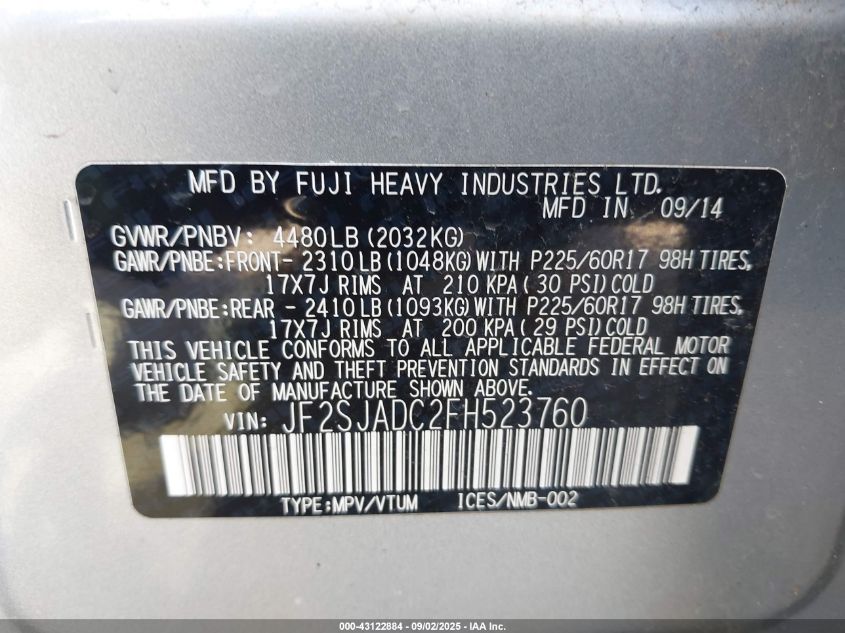 MFD BY FUJI HEAVY INDUSTRIES LTD.
MFD IN 09/14
GVWR/PNBV: 4480LB(2032KG)
GAWR/PNBE:FRONT- 2310LB(1048KG)WITH P225/60R17 98H TIRES,
17X7J RIMS AT 210 KPA( 30 PSI)COLD
GAWR/PNBE:REAR - 2410LB(1093KG)WITH P225/60R17 98H TIRES,
17X7J RIMS AT 200 KPA( 29 PSI)COLD
THIS VEHICLE CONFORMS TO ALL APPLICABLE FEDERAL MOTOR
VEHICLE SAFETY AND THEFT PREVENTION STANDARDS IN EFFECT ON
THE DATE OF MANUFACTURE SHOWN ABOVE.
VIN: JF2SJADC2FH523760
TYPE:MPV/VTUM ICES/NMB-002
000-43122884 - 09/02/2025 - IAA Inc.